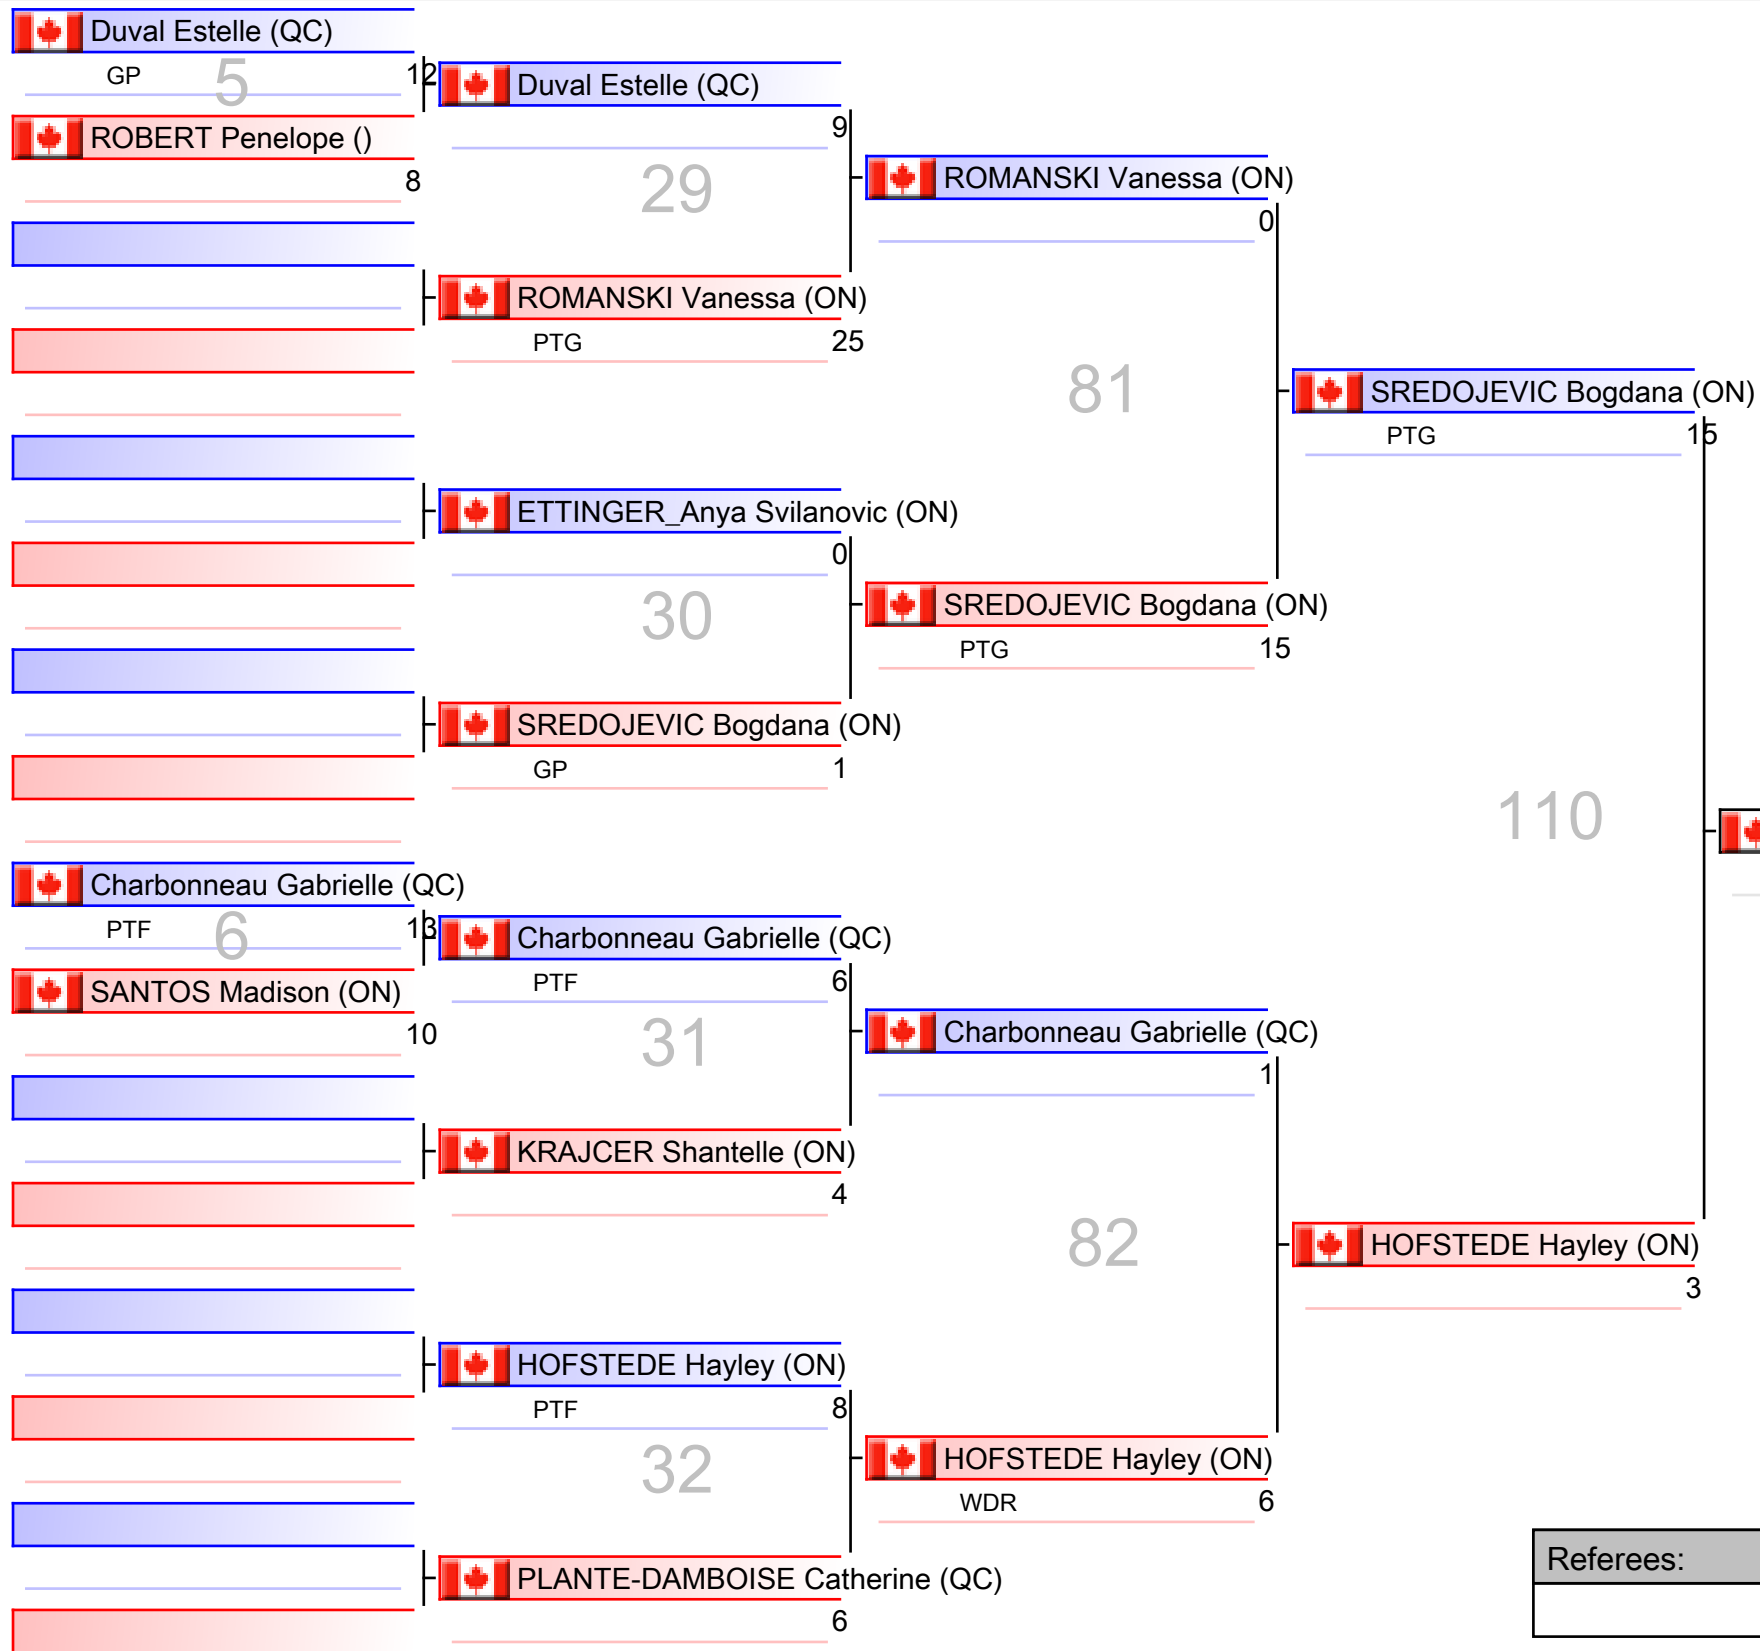 Duval Estelle (QC)
GP 5 12
ROBERT Penelope ()
8
Duval Estelle (QC)
9
29
ROMANSKI Vanessa (ON)
PTG 25
ROMANSKI Vanessa (ON)
0
81
SREDOJEVIC Bogdana (ON)
PTG 15
ETTINGER_Anya Svilanovic (ON)
0
30
SREDOJEVIC Bogdana (ON)
PTG 15
SREDOJEVIC Bogdana (ON)
GP 1
110
Charbonneau Gabrielle (QC)
PTF 6 13
SANTOS Madison (ON)
10
Charbonneau Gabrielle (QC)
PTF 6
31
Charbonneau Gabrielle (QC)
1
KRAJCER Shantelle (ON)
4
82
HOFSTEDE Hayley (ON)
3
HOFSTEDE Hayley (ON)
PTF 8
32
HOFSTEDE Hayley (ON)
WDR 6
PLANTE-DAMBOISE Catherine (QC)
6
Referees: